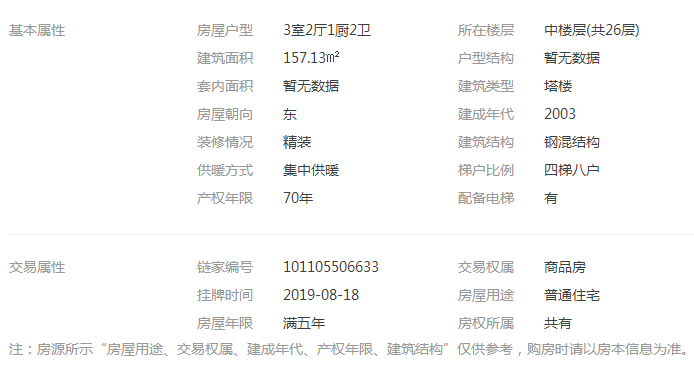 基本属性 房屋户型 3室2厅1厨2卫 所在楼层 中楼层(共26层)
建筑面积 157.13㎡ 户型结构 暂无数据
套内面积 暂无数据 建筑类型 塔楼
房屋朝向 东 建成年代 2003
装修情况 精装 建筑结构 钢混结构
供暖方式 集中供暖 梯户比例 四梯八户
产权年限 70年 配备电梯 有
交易属性 链家编号 101105506633 交易权属 商品房
挂牌时间 2019-08-18 房屋用途 普通住宅
房屋年限 满五年 房权所属 共有
注：房源所示“房屋用途、交易权属、建成年代、产权年限、建筑结构”仅供参考，购房时请以房本信息为准。